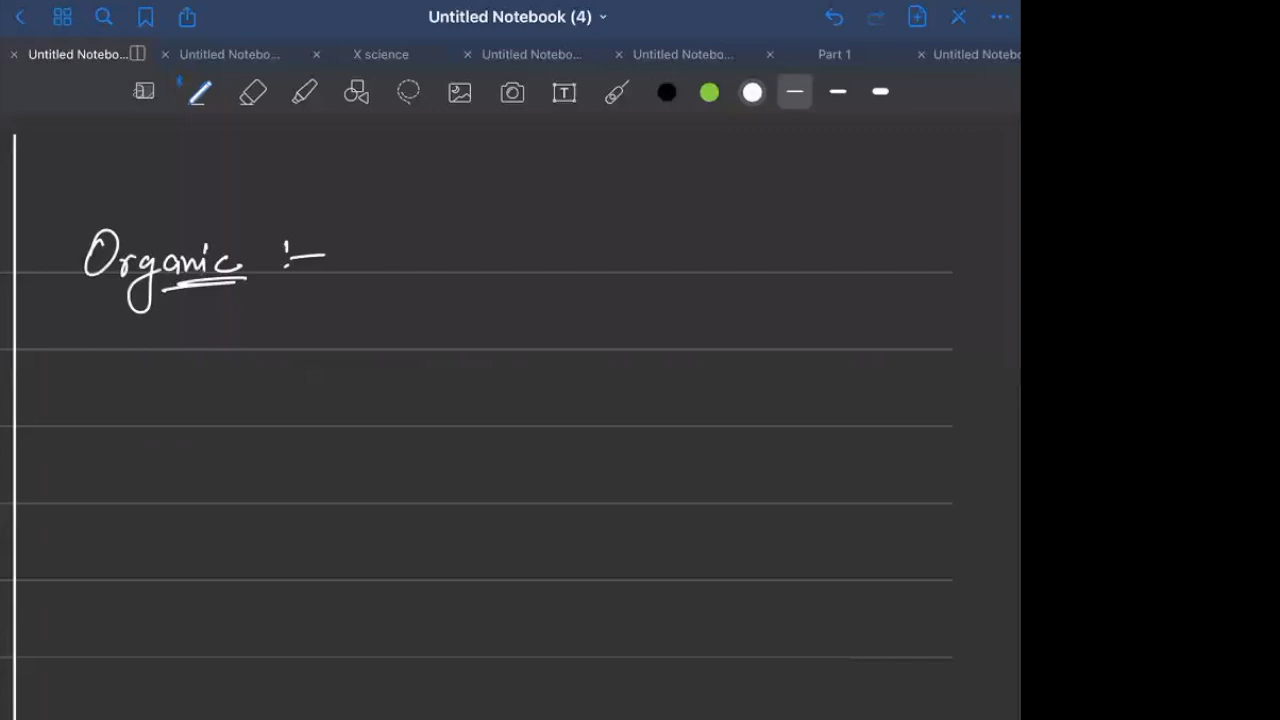 Untitled Notebook (4)
Untitled Notebo... Untitled Notebo... X science Untitled Notebo... Untitled Notebo... Part 1 Untitled Notebo
T
Organic :-